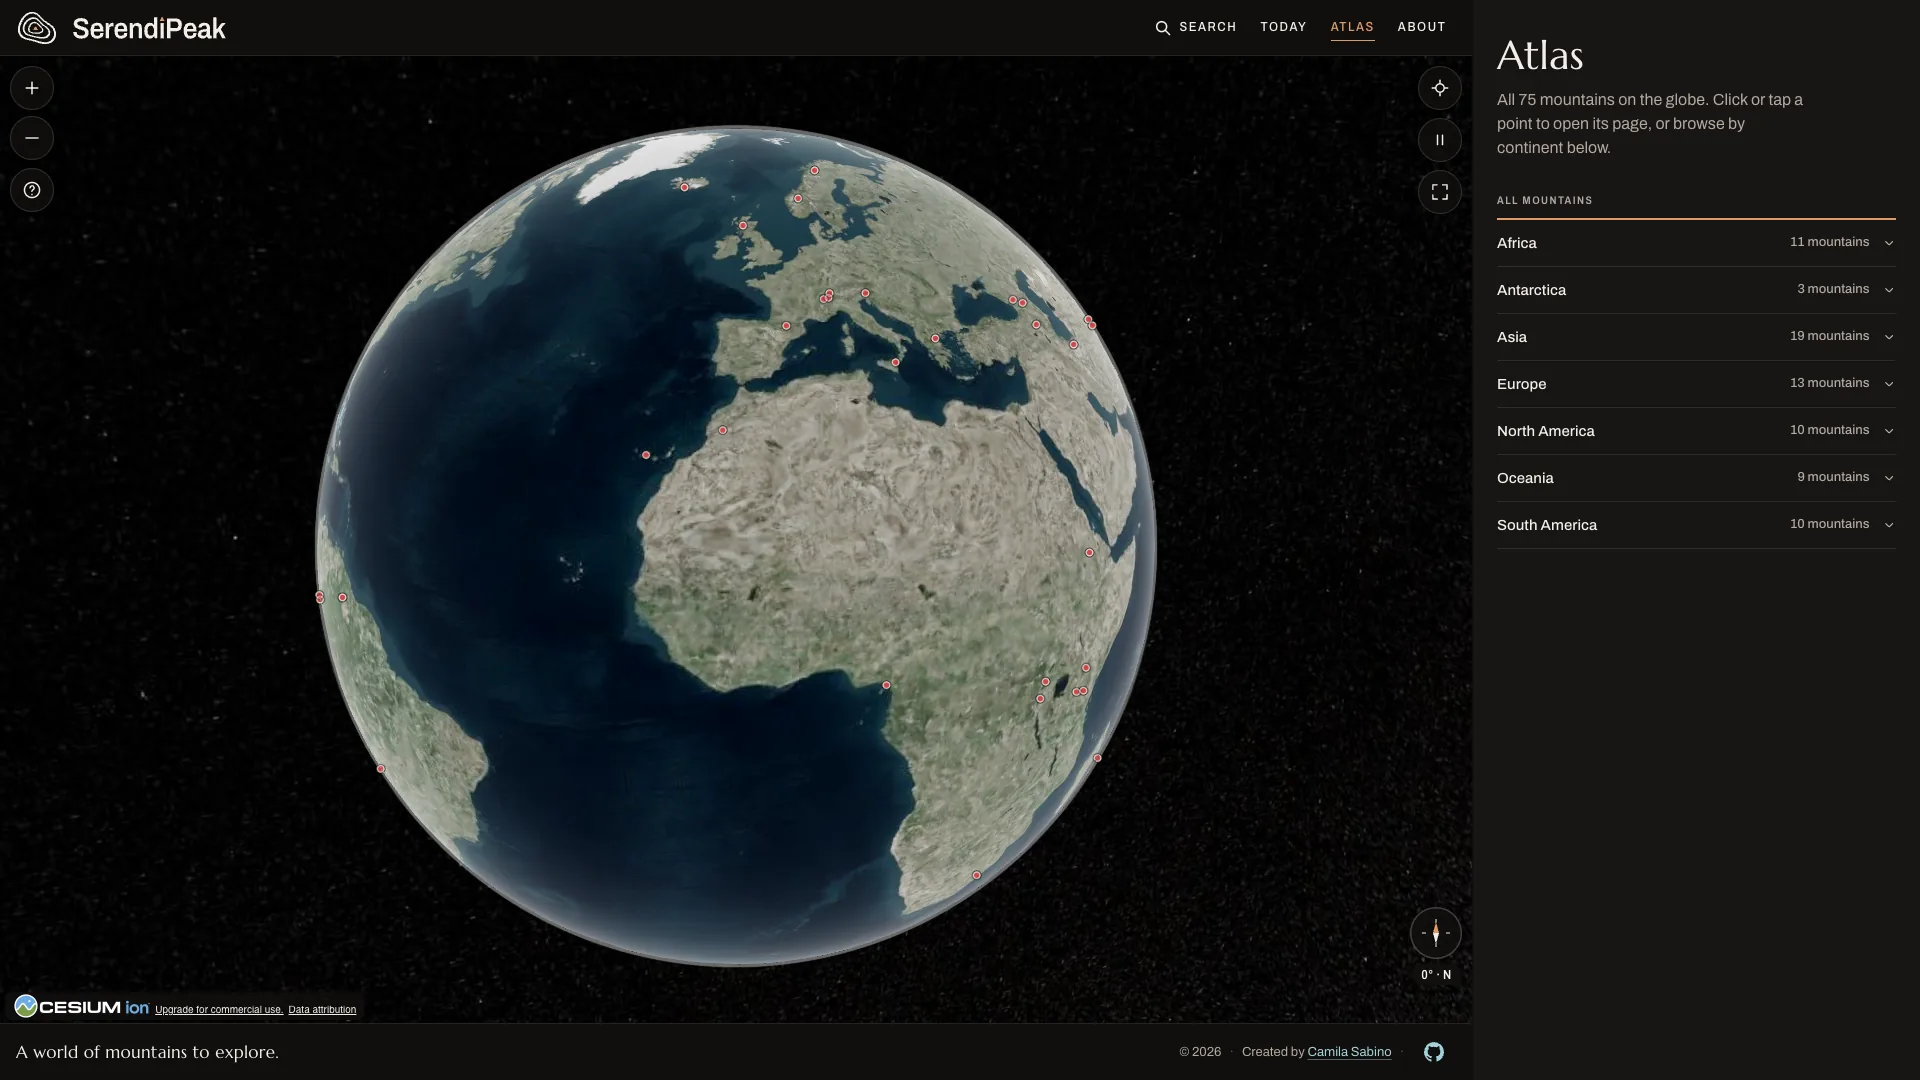 SerendiPeak
SEARCH
TODAY
ATLAS
ABOUT
CESIUM ion
Upgrade for commercial use. Data attribution
0° · N
A world of mountains to explore.
© 2026 · Created by Camila Sabino ·
Atlas
All 75 mountains on the globe. Click or tap a
point to open its page, or browse by
continent below.
ALL MOUNTAINS
Africa 11 mountains
Antarctica 3 mountains
Asia 19 mountains
Europe 13 mountains
North America 10 mountains
Oceania 9 mountains
South America 10 mountains